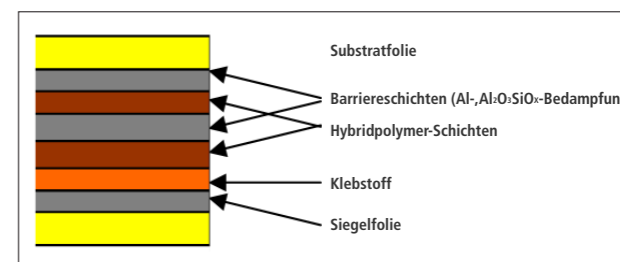 Substratfolie
Barriereschichten (Al-,Al₂O₃SiOₓ-Bedampfun
Hybridpolymer-Schichten
Klebstoff
Siegelfolie